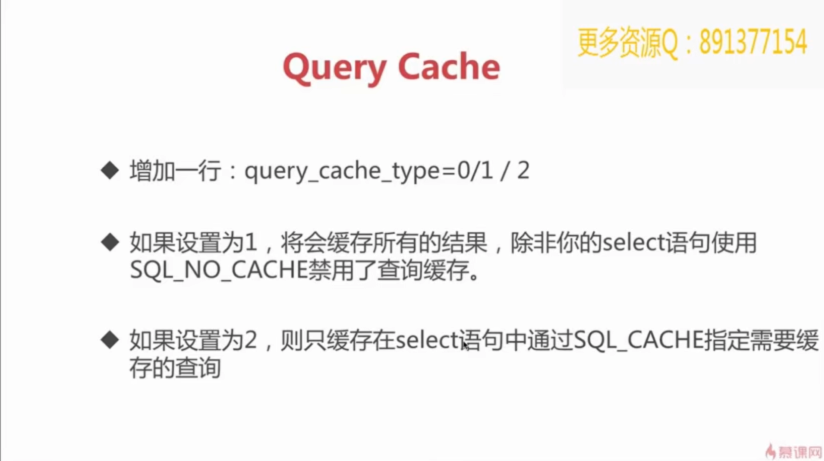 更多资源Q：891377154
Query Cache
◆ 增加一行：query_cache_type=0/1 / 2
◆ 如果设置为1，将会缓存所有的结果，除非你的select语句使用
SQL_NO_CACHE禁用了查询缓存。
◆ 如果设置为2，则只缓存在select语句中通过SQL_CACHE指定需要缓
存的查询
慕课网